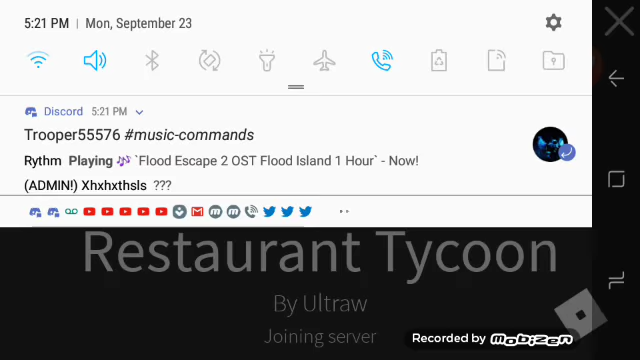 5:21 PM | Mon, September 23
Discord 5:21 PM
Trooper55576 #music-commands
Rythm Playing 🎶 `Flood Escape 2 OST Flood Island 1 Hour` - Now!
(ADMIN!) Xhxhxthsls ???
Restaurant Tycoon
By Ultraw
Joining server
Recorded by Mobizen